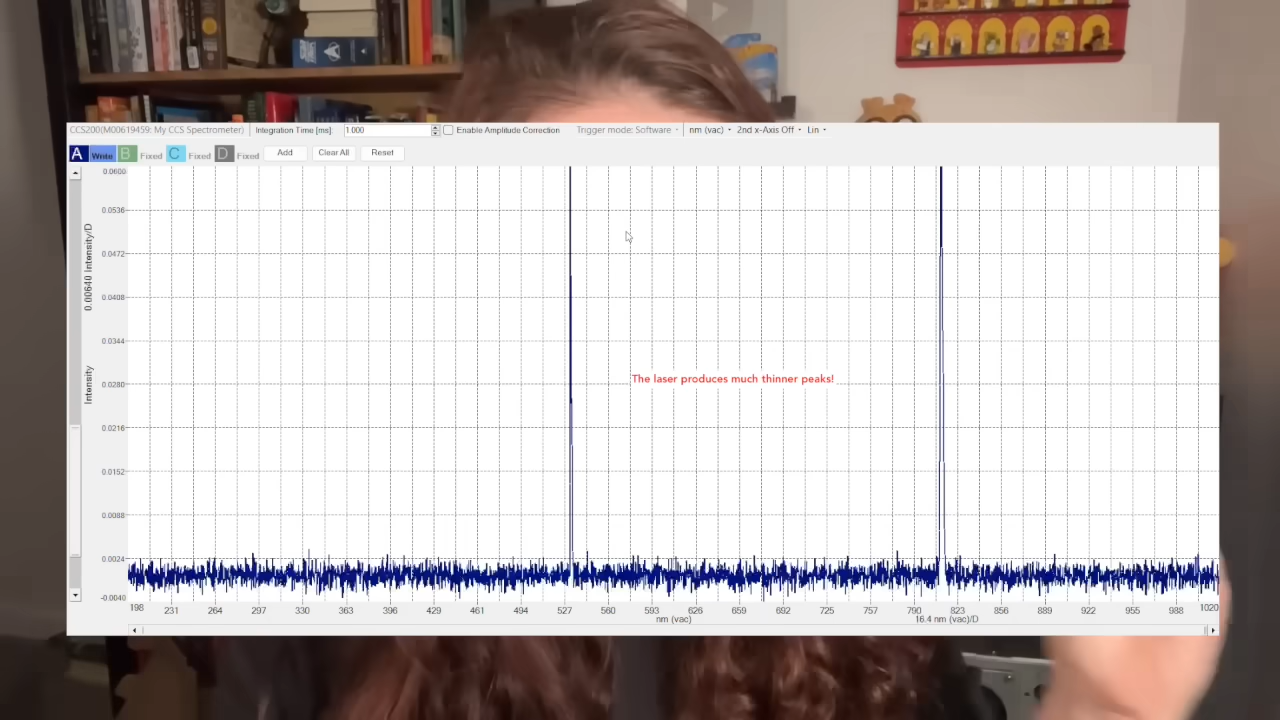 CCS200(M00619459: My CCS Spectrometer) Integration Time [ms]: 1.000 Enable Amplitude Correction Trigger mode: Software nm (vac) 2nd x-Axis Off Lin
A Write B Fixed C Fixed D Fixed Add Clear All Reset
0.0600
0.0536
0.0472
0.0408
0.0344
0.0280
0.0216
0.0152
0.0088
0.0024
-0.0040
0.00640 Intensity/D
Intensity
The laser produces much thinner peaks!
198 231 264 297 330 363 396 429 461 494 527 560 593 626 659 692 725 757 790 823 856 889 922 955 988 1020
nm (vac) 16.4 nm (vac)/D